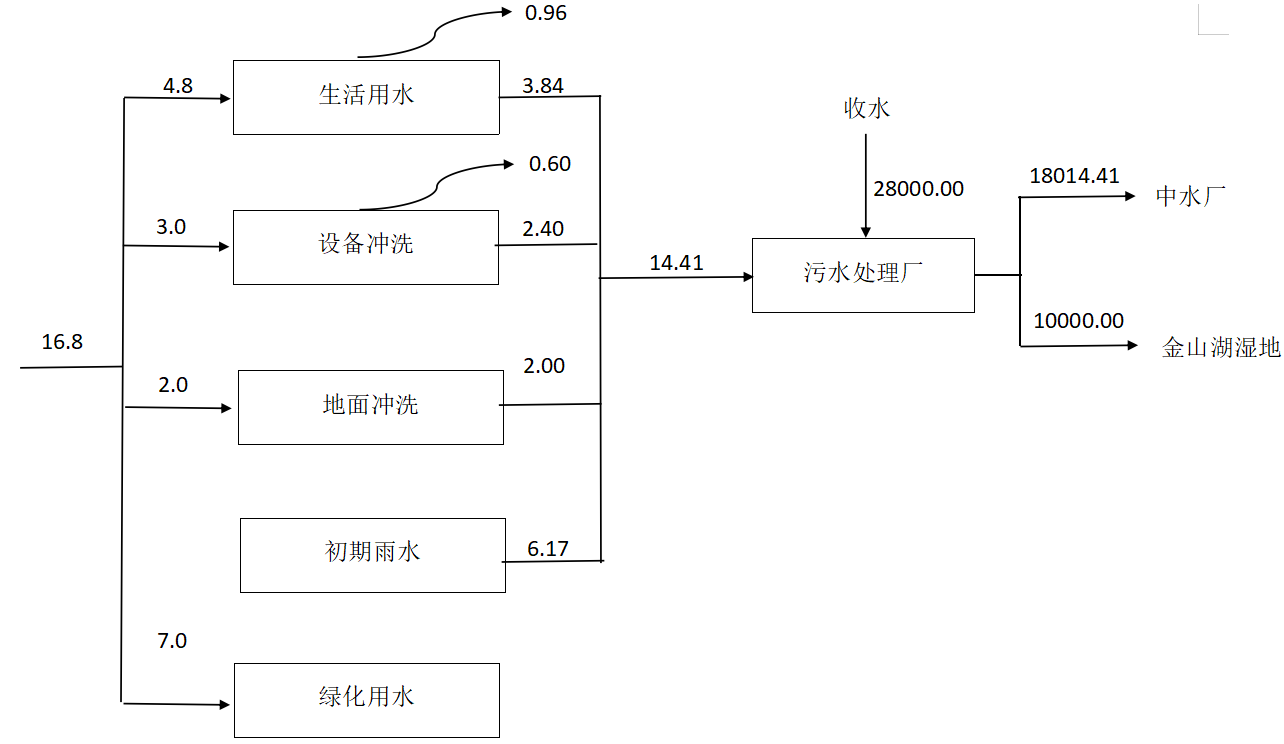 0.96
4.8
生活用水
3.84
收水
0.60
28000.00
18014.41
中水厂
3.0
设备冲洗
2.40
14.41
污水处理厂
10000.00
金山湖湿地
16.8
2.0
地面冲洗
2.00
初期雨水
6.17
7.0
绿化用水